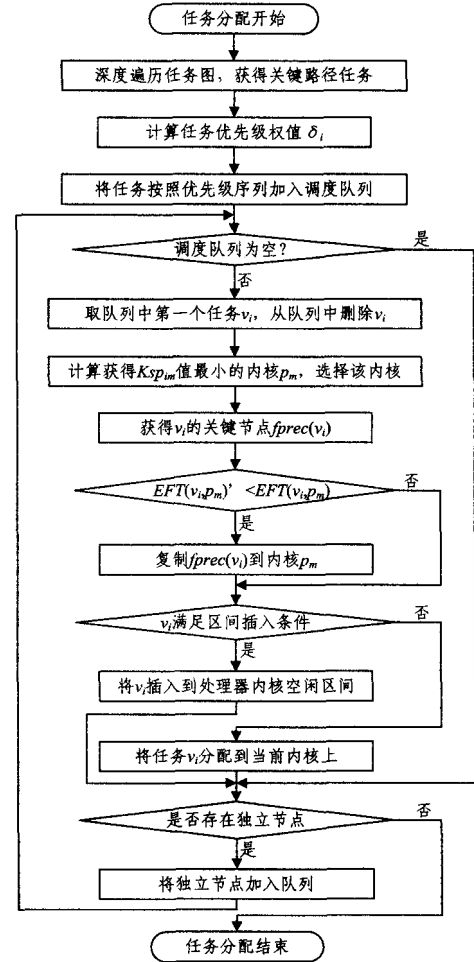 任务分配开始
深度遍历任务图，获得关键路径任务
计算任务优先级权值δi
将任务按照优先级序列加入调度队列
调度队列为空？
是
否
取队列中第一个任务vi，从队列中删除vi
计算获得Kspim值最小的内核pm，选择该内核
获得vi的关键节点fprec(vi)
EFT(vi,pm)'<EFT(vi,pm)
否
是
复制fprec(vi)到内核pm
vi满足区间插入条件
否
是
将vi插入到处理器内核空闲区间
将任务vi分配到当前内核上
是否存在独立节点
否
是
将独立节点加入队列
任务分配结束